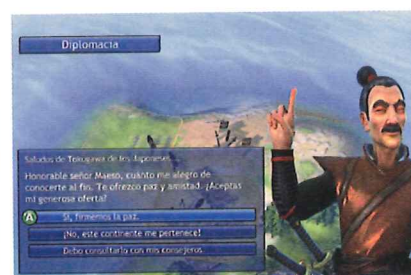 Diplomacia
Saludos de Tokugawa de los Japoneses...
Honorable señor Maeso, cuánto me alegro de
conocerte al fin. Te ofrezco paz y amistad. ¿Aceptas
mi generosa oferta?
A Sí, firmemos la paz.
¡No, este continente me pertenece!
Debo consultarlo con mis consejeros.